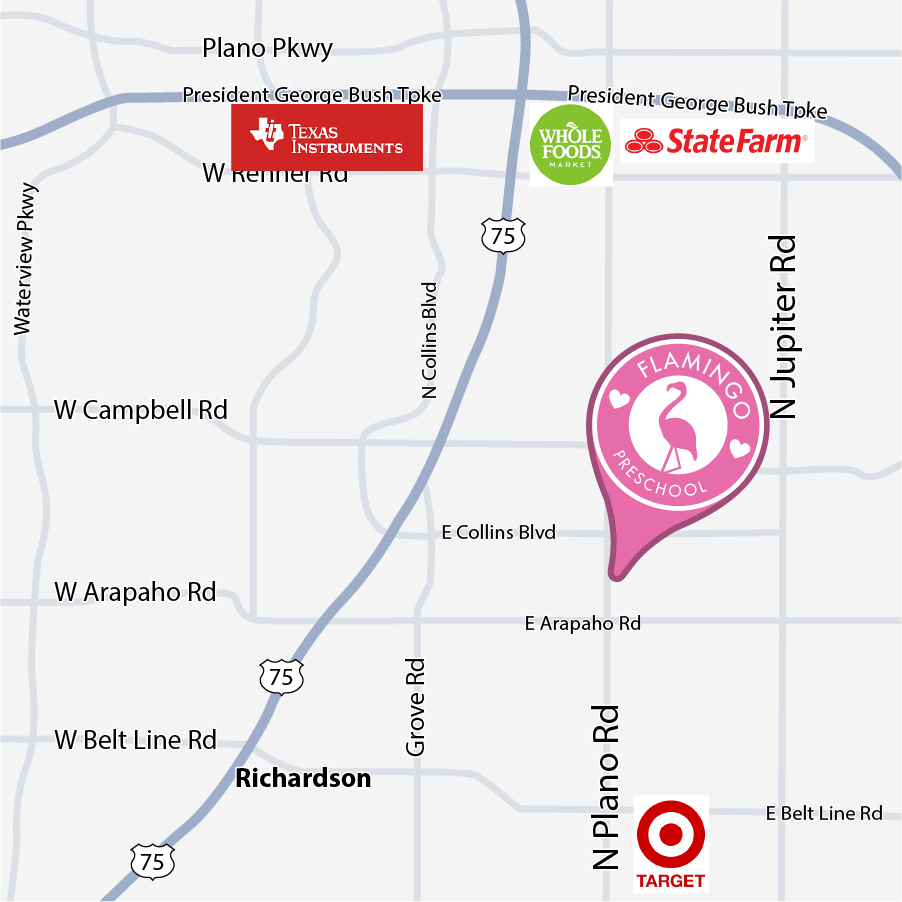 Plano Pkwy
President George Bush Tpke
President George Bush Tpke
TEXAS
INSTRUMENTS
WHOLE
FOODS
MARKET
State Farm
W Renner Rd
Waterview Pkwy
75
N Jupiter Rd
N Collins Blvd
FLAMINGO
PRESCHOOL
W Campbell Rd
E Collins Blvd
W Arapaho Rd
E Arapaho Rd
75
Grove Rd
N Plano Rd
W Belt Line Rd
Richardson
E Belt Line Rd
75
TARGET